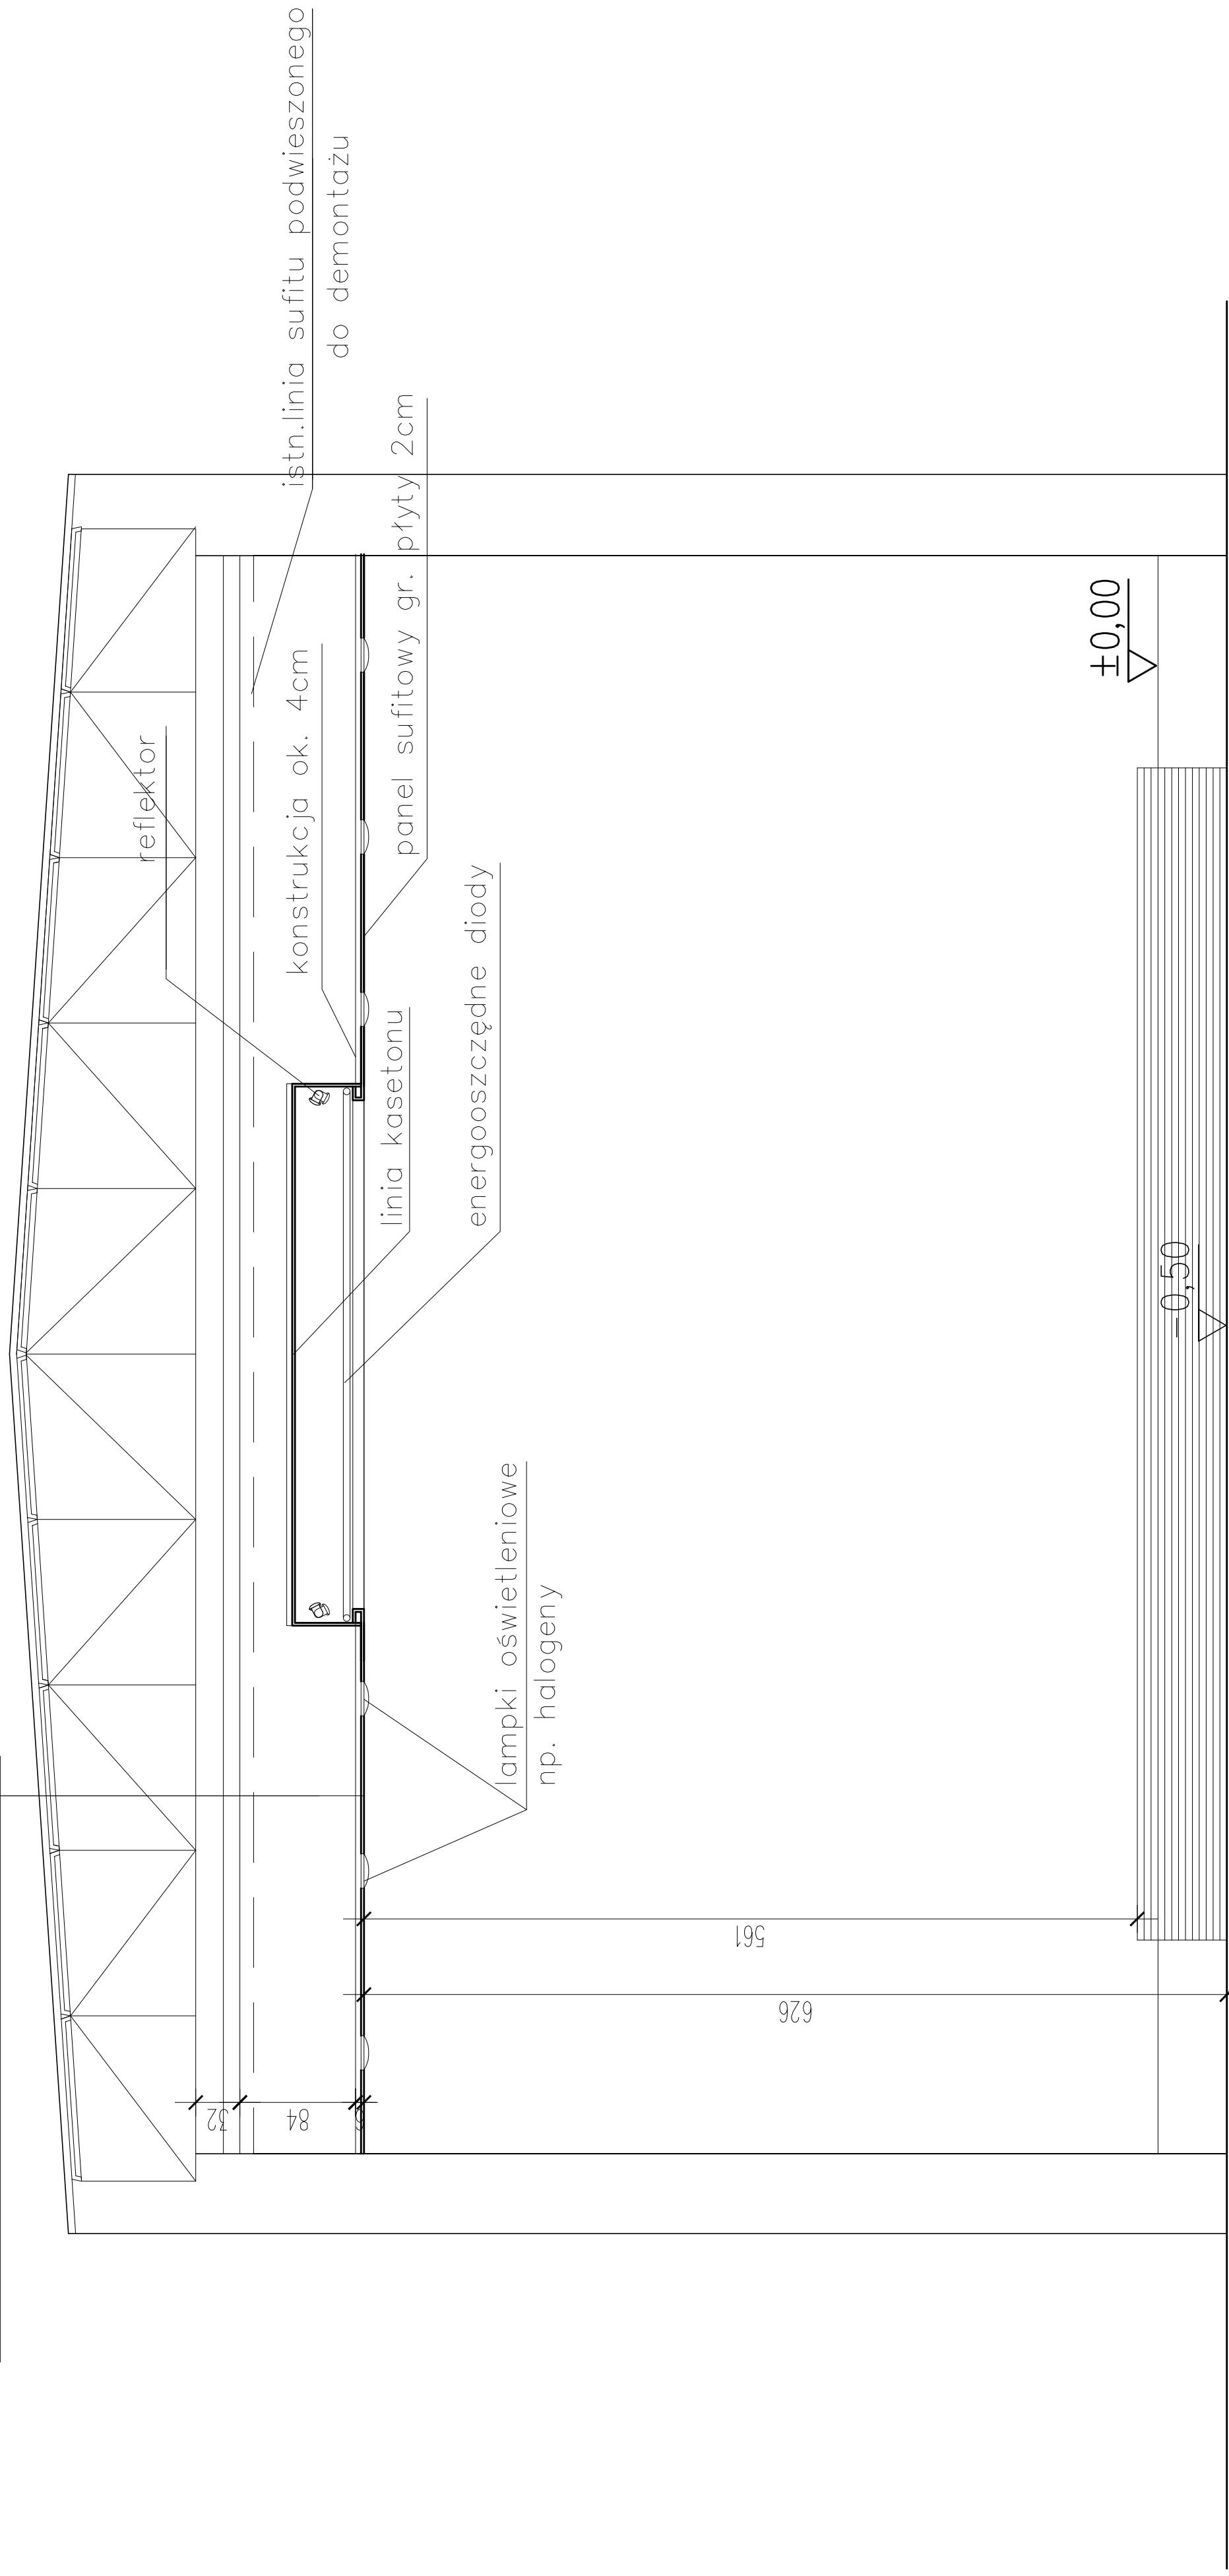 istn.linia sufitu podwieszonego
do demontażu
reflektor
konstrukcja ok. 4cm
panel sufitowy gr. płyty 2cm
linia kasetonu
energooszczędne diody
lampki oświetleniowe
np. halogeny
±0,00
-0,50
561
626
32
84
6